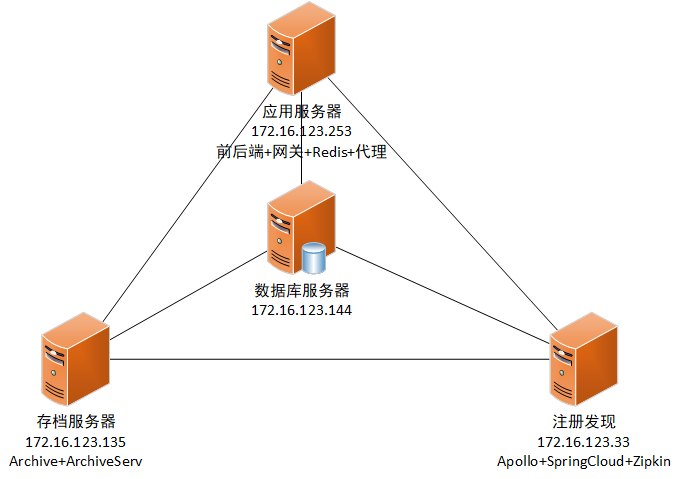 应用服务器
172.16.123.253
前后端+网关+Redis+代理
数据库服务器
172.16.123.144
存档服务器
172.16.123.135
Archive+ArchiveServ
注册发现
172.16.123.33
Apollo+SpringCloud+Zipkin